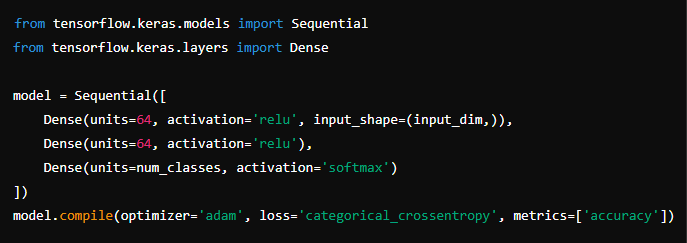 from tensorflow.keras.models import Sequential
from tensorflow.keras.layers import Dense

model = Sequential([
    Dense(units=64, activation='relu', input_shape=(input_dim,)),
    Dense(units=64, activation='relu'),
    Dense(units=num_classes, activation='softmax')
])
model.compile(optimizer='adam', loss='categorical_crossentropy', metrics=['accuracy'])